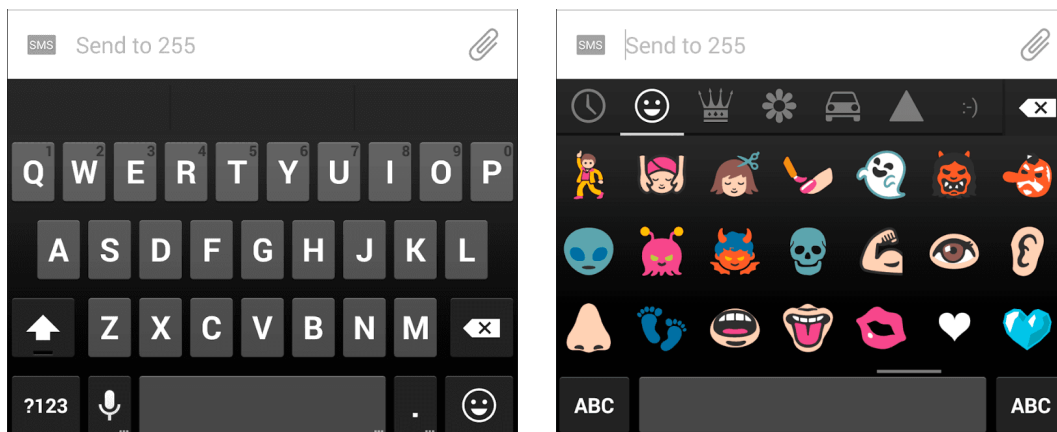 SMS Send to 255
1 2 3 4 5 6 7 8 9 0
Q W E R T Y U I O P
A S D F G H J K L
Z X C V B N M
?123 .
SMS Send to 255
:-)
ABC ABC